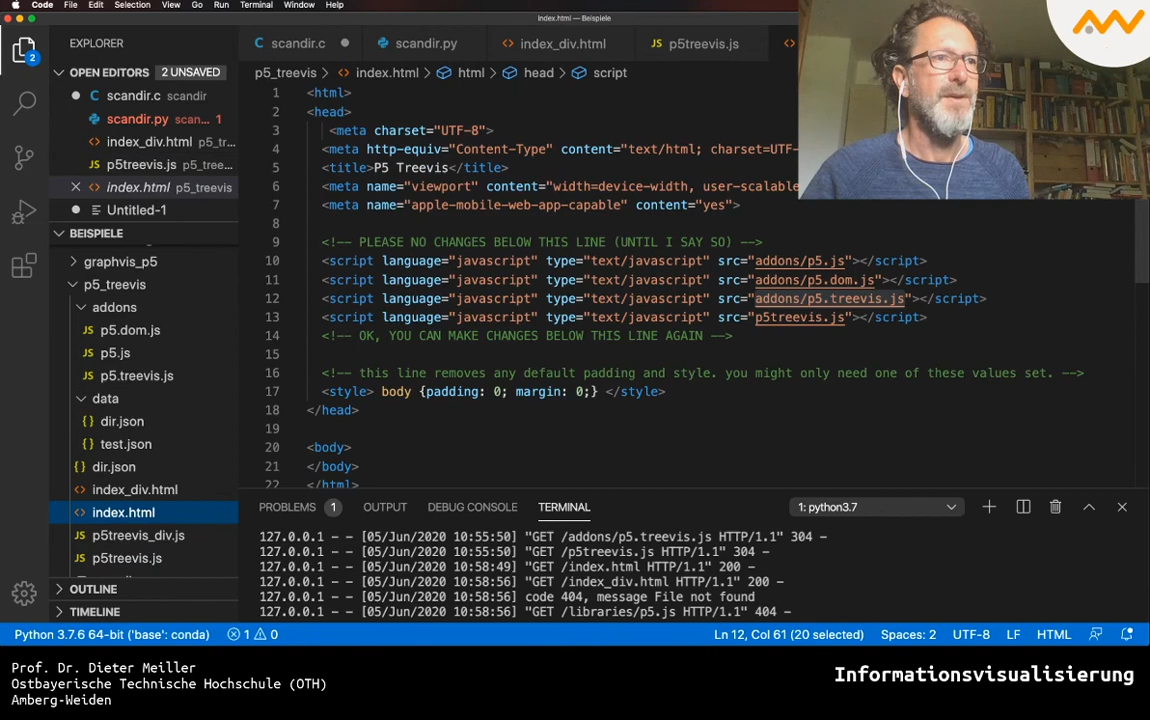 Code File Edit Selection View Go Run Terminal Window Help
index.html — Beispiele
EXPLORER
OPEN EDITORS 2 UNSAVED
scandir.c scandir
scandir.py scan... 1
index_div.html p5_tre...
p5treevis.js p5_tree...
index.html p5_treevis
Untitled-1
BEISPIELE
graphvis_p5
p5_treevis
addons
p5.dom.js
p5.js
p5.treevis.js
data
dir.json
test.json
dir.json
index_div.html
index.html
p5treevis_div.js
p5treevis.js
OUTLINE
TIMELINE
2
scandir.c scandir.py index_div.html p5treevis.js
p5_treevis > index.html > html > head > script
1 <html>
2 <head>
3 <meta charset="UTF-8">
4 <meta http-equiv="Content-Type" content="text/html; charset=UTF-
5 <title>P5 Treevis</title>
6 <meta name="viewport" content="width=device-width, user-scalable
7 <meta name="apple-mobile-web-app-capable" content="yes">
8
9 <!-- PLEASE NO CHANGES BELOW THIS LINE (UNTIL I SAY SO) -->
10 <script language="javascript" type="text/javascript" src="addons/p5.js"></script>
11 <script language="javascript" type="text/javascript" src="addons/p5.dom.js"></script>
12 <script language="javascript" type="text/javascript" src="addons/p5.treevis.js"></script>
13 <script language="javascript" type="text/javascript" src="p5treevis.js"></script>
14 <!-- OK, YOU CAN MAKE CHANGES BELOW THIS LINE AGAIN -->
15
16 <!-- this line removes any default padding and style. you might only need one of these values set. -->
17 <style> body {padding: 0; margin: 0;} </style>
18 </head>
19
20 <body>
21 </body>
22 </html>
PROBLEMS 1 OUTPUT DEBUG CONSOLE TERMINAL 1: python3.7
127.0.0.1 - - [05/Jun/2020 10:55:50] "GET /addons/p5.treevis.js HTTP/1.1" 304 -
127.0.0.1 - - [05/Jun/2020 10:55:50] "GET /p5treevis.js HTTP/1.1" 304 -
127.0.0.1 - - [05/Jun/2020 10:58:49] "GET /index.html HTTP/1.1" 200 -
127.0.0.1 - - [05/Jun/2020 10:58:56] "GET /index_div.html HTTP/1.1" 200 -
127.0.0.1 - - [05/Jun/2020 10:58:56] code 404, message File not found
127.0.0.1 - - [05/Jun/2020 10:58:56] "GET /libraries/p5.js HTTP/1.1" 404 -
Python 3.7.6 64-bit ('base': conda) 1 0 Ln 12, Col 61 (20 selected) Spaces: 2 UTF-8 LF HTML
Prof. Dr. Dieter Meiller
Ostbayerische Technische Hochschule (OTH)
Amberg-Weiden
Informationsvisualisierung